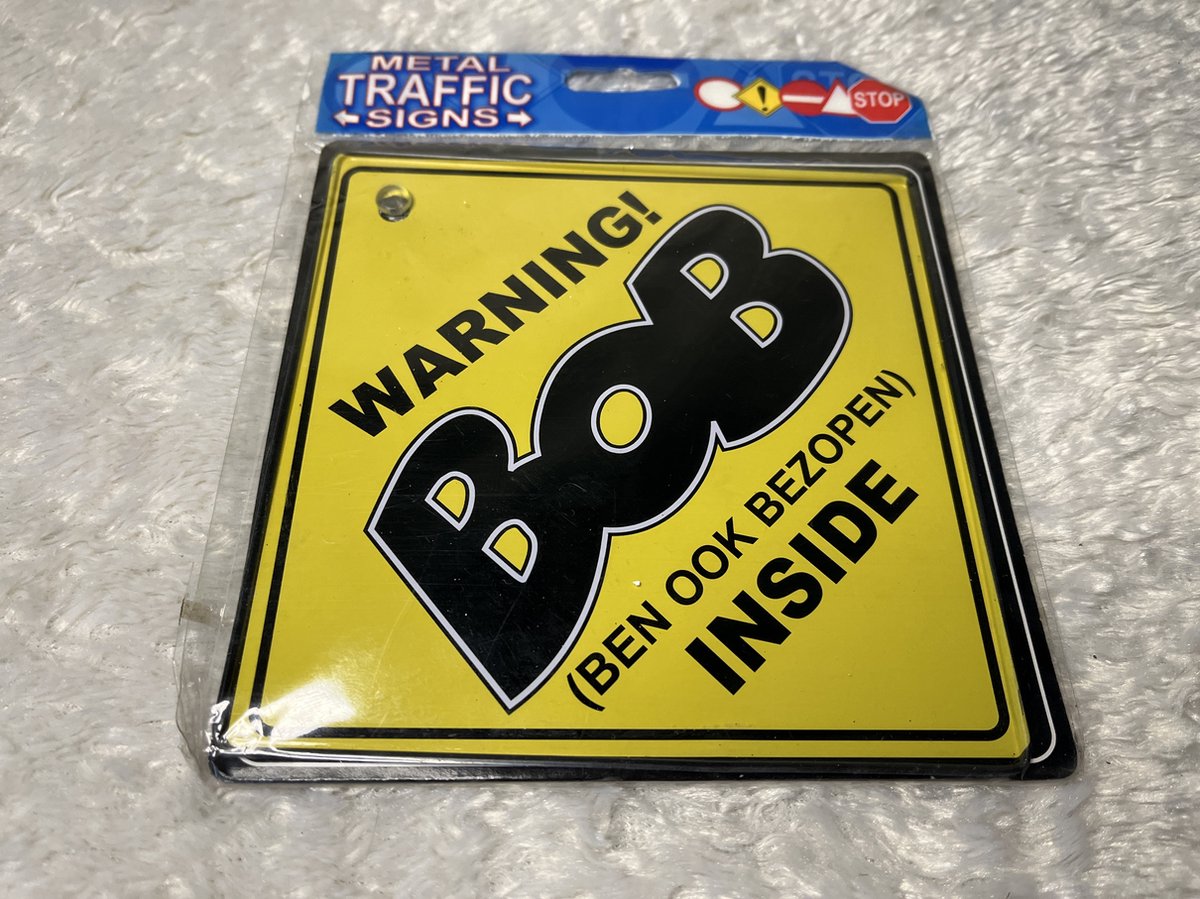 METAL
TRAFFIC
SIGNS
STOP
WARNING!
BOB
(BEN OOK BEZOPEN)
INSIDE